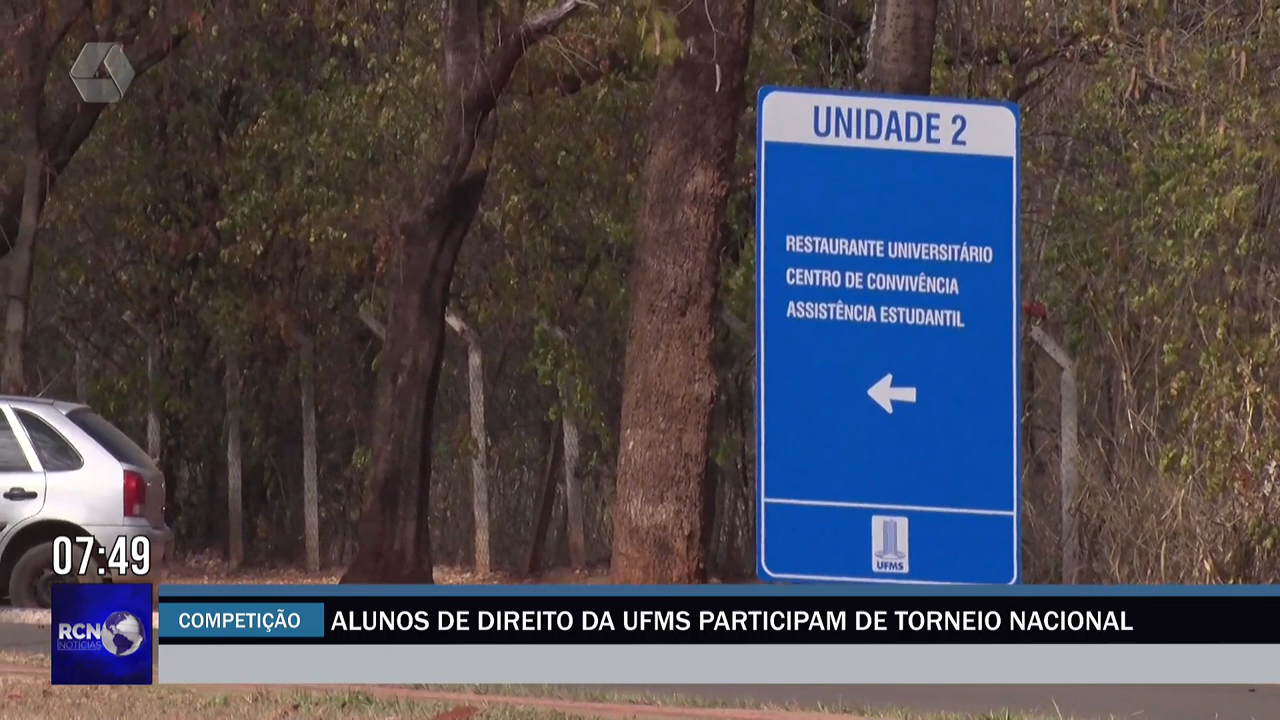 UNIDADE 2
RESTAURANTE UNIVERSITÁRIO
CENTRO DE CONVIVÊNCIA
ASSISTÊNCIA ESTUDANTIL
UFMS
07:49
RCN
NOTÍCIAS
COMPETIÇÃO
ALUNOS DE DIREITO DA UFMS PARTICIPAM DE TORNEIO NACIONAL